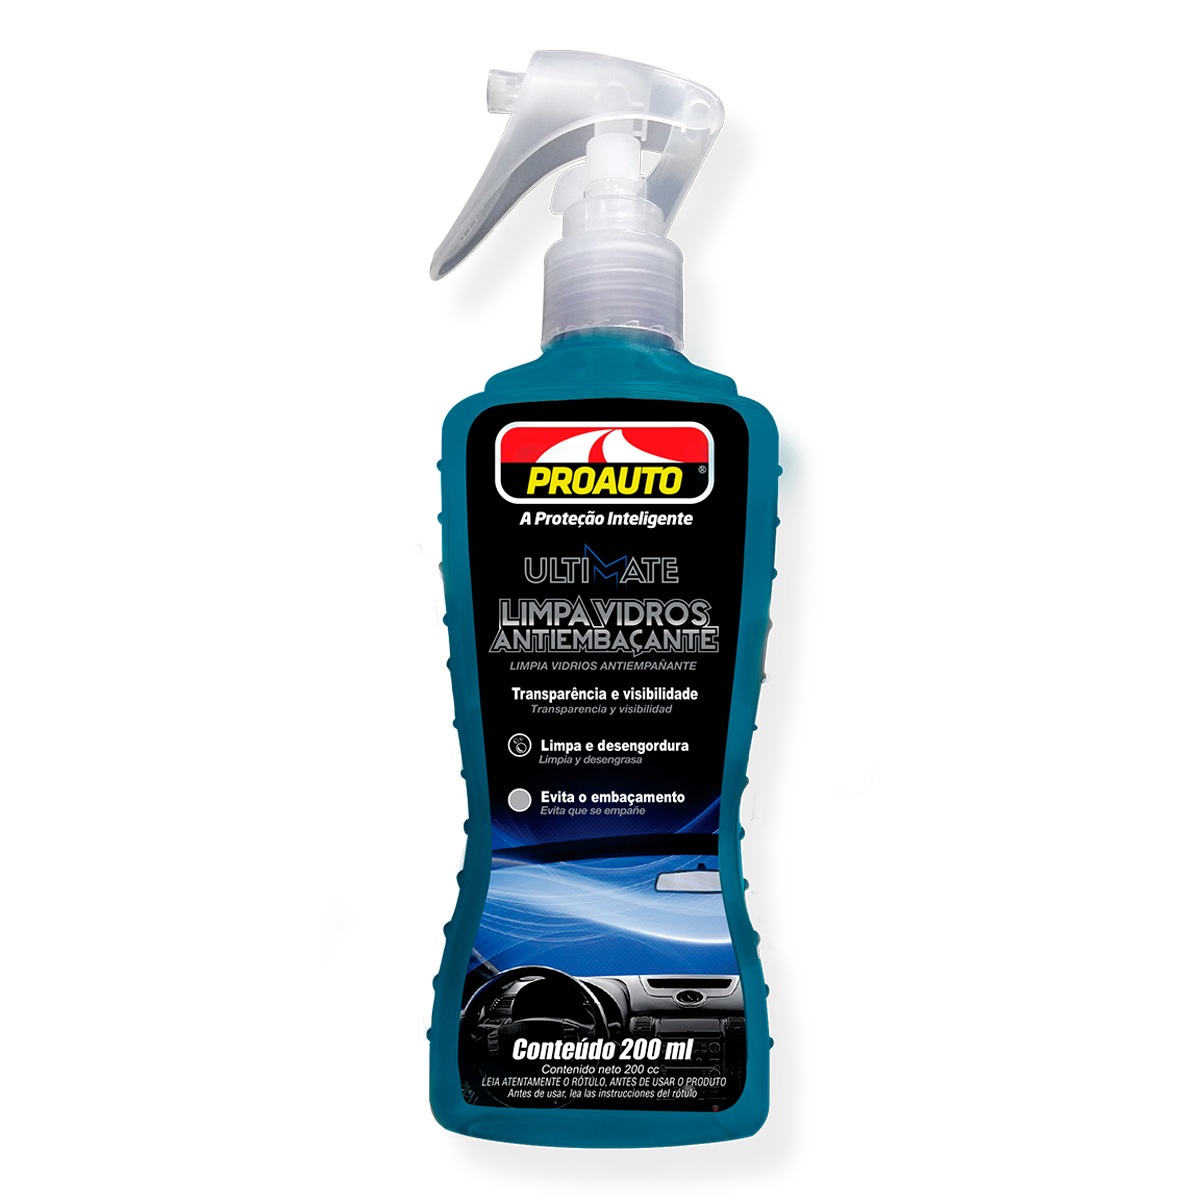 PROAUTO ®
A Proteção Inteligente
ULTIMATE
LIMPA VIDROS
ANTIEMBAÇANTE
LIMPIA VIDRIOS ANTIEMPAÑANTE
Transparência e visibilidade
Transparencia y visibilidad
Limpa e desengordura
Limpia y desengrasa
Evita o embaçamento
Evita que se empañe
Conteúdo 200 ml
Contenido neto 200 cc
LEIA ATENTAMENTE O RÓTULO, ANTES DE USAR O PRODUTO
Antes de usar, lea las instrucciones del rótulo